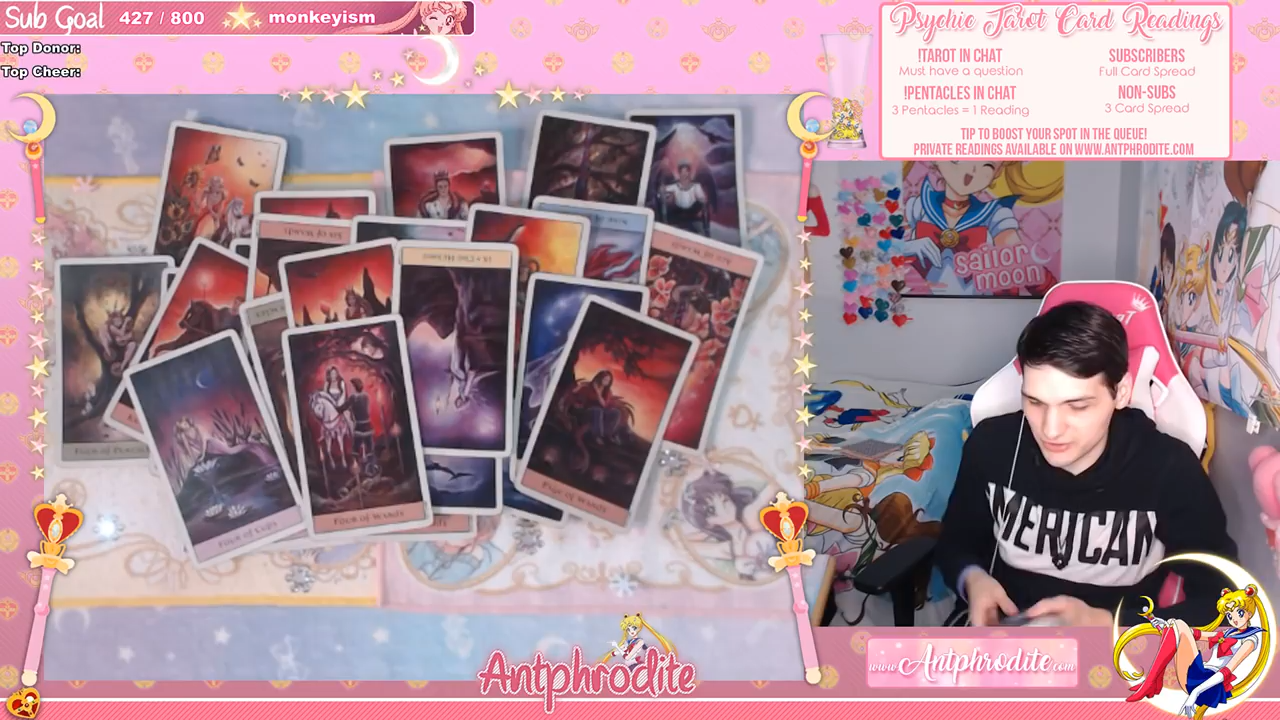 Sub Goal 427 / 800 monkeyism
Top Donor:
Top Cheer:
Psychic Tarot Card Readings
!TAROT IN CHAT
Must have a question
!PENTACLES IN CHAT
3 Pentacles = 1 Reading
SUBSCRIBERS
Full Card Spread
NON-SUBS
3 Card Spread
TIP TO BOOST YOUR SPOT IN THE QUEUE!
PRIVATE READINGS AVAILABLE ON WWW.ANTPHRODITE.COM
sailor
moon
MERICAN
SIX OF WANDS
FOUR OF CUPS
FOUR OF WANDS
Antphrodite
www.Antphrodite.com